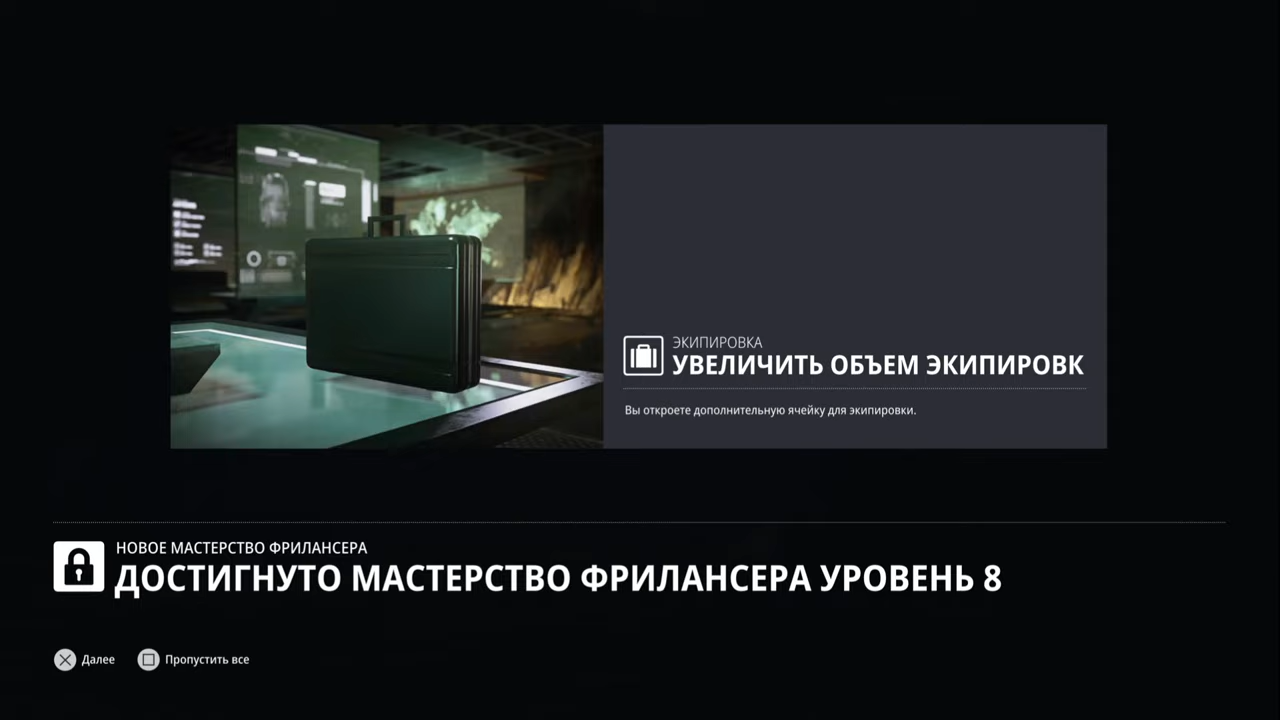 ЭКИПИРОВКА
УВЕЛИЧИТЬ ОБЪЕМ ЭКИПИРОВК
Вы откроете дополнительную ячейку для экипировки.
НОВОЕ МАСТЕРСТВО ФРИЛАНСЕРА
ДОСТИГНУТО МАСТЕРСТВО ФРИЛАНСЕРА УРОВЕНЬ 8
Далее
Пропустить все